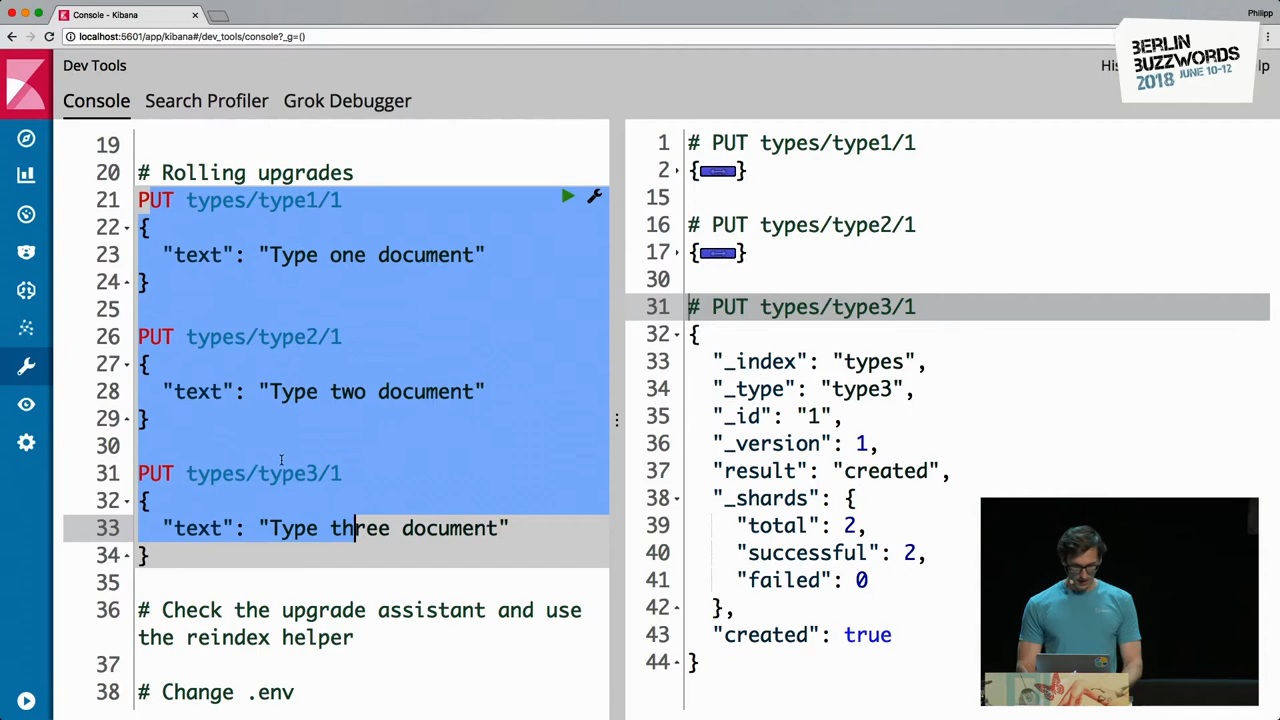 Console - Kibana
Philipp
localhost:5601/app/kibana#/dev_tools/console?_g=()
BERLIN
BUZZWORDS
2018 JUNE 10-12
Dev Tools
Console Search Profiler Grok Debugger
19
20 # Rolling upgrades
21 PUT types/type1/1
22 {
23 "text": "Type one document"
24 }
25
26 PUT types/type2/1
27 {
28 "text": "Type two document"
29 }
30
31 PUT types/type3/1
32 {
33 "text": "Type three document"
34 }
35
36 # Check the upgrade assistant and use
the reindex helper
37
38 # Change .env
1 # PUT types/type1/1
2 {}
15
16 # PUT types/type2/1
17 {}
30
31 # PUT types/type3/1
32 {
33 "_index": "types",
34 "_type": "type3",
35 "_id": "1",
36 "_version": 1,
37 "result": "created",
38 "_shards": {
39 "total": 2,
40 "successful": 2,
41 "failed": 0
42 },
43 "created": true
44 }